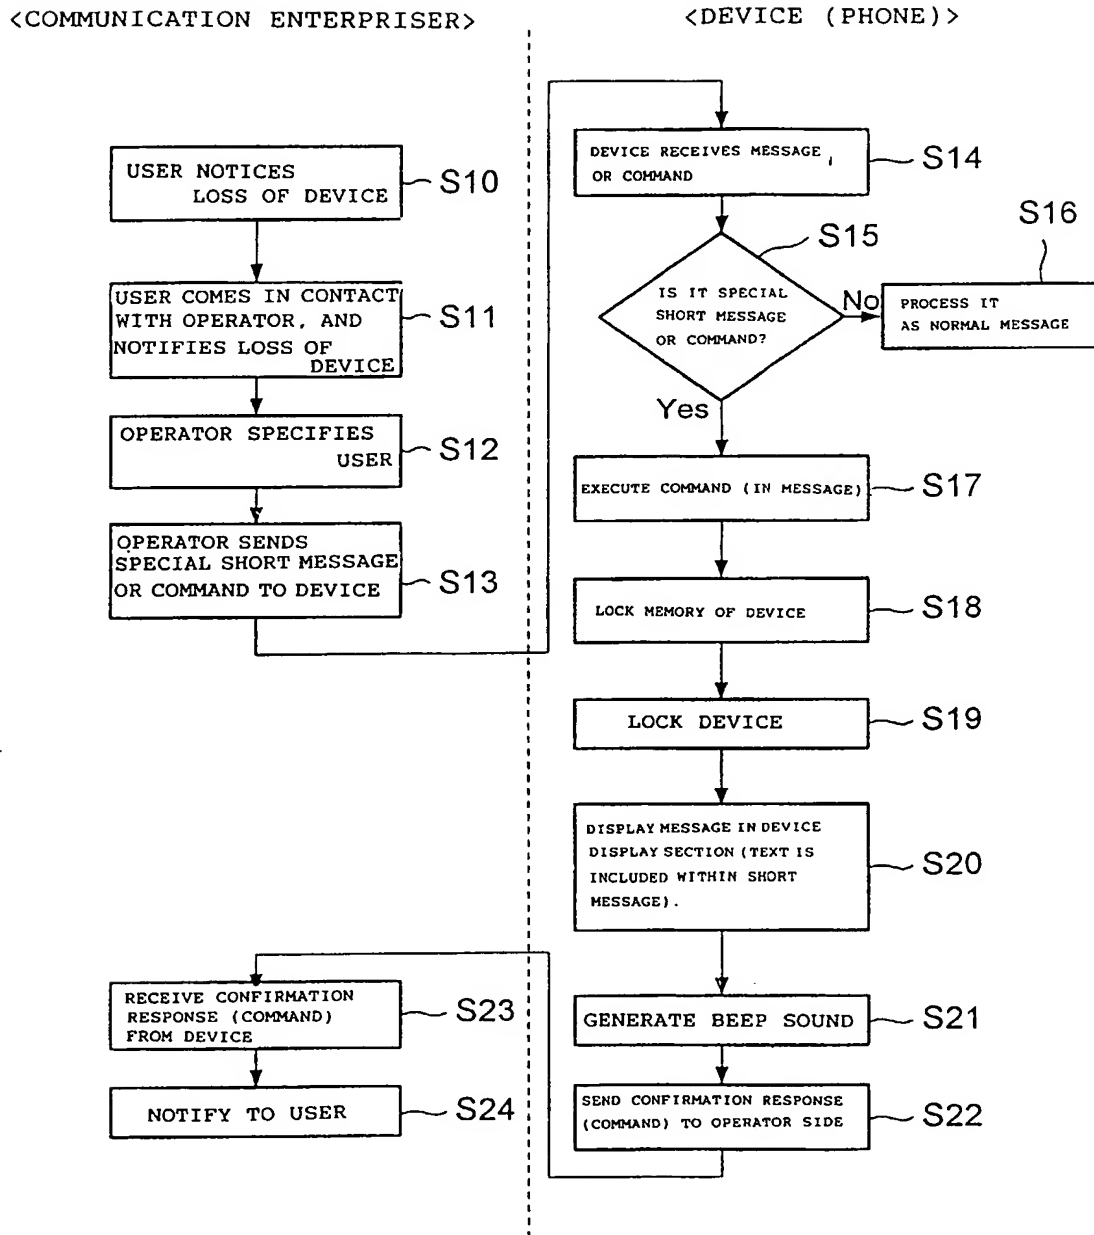 <COMMUNICATION ENTERPRISER>
<DEVICE (PHONE)>
USER NOTICES
LOSS OF DEVICE
S10
USER COMES IN CONTACT
WITH OPERATOR, AND
NOTIFIES LOSS OF
DEVICE
S11
OPERATOR SPECIFIES
USER
S12
OPERATOR SENDS
SPECIAL SHORT MESSAGE
OR COMMAND TO DEVICE
S13
DEVICE RECEIVES MESSAGE,
OR COMMAND
S14
IS IT SPECIAL
SHORT MESSAGE
OR COMMAND?
S15
No
Yes
PROCESS IT
AS NORMAL MESSAGE
S16
EXECUTE COMMAND (IN MESSAGE)
S17
LOCK MEMORY OF DEVICE
S18
LOCK DEVICE
S19
DISPLAY MESSAGE IN DEVICE
DISPLAY SECTION (TEXT IS
INCLUDED WITHIN SHORT
MESSAGE).
S20
GENERATE BEEP SOUND
S21
SEND CONFIRMATION RESPONSE
(COMMAND) TO OPERATOR SIDE
S22
RECEIVE CONFIRMATION
RESPONSE (COMMAND)
FROM DEVICE
S23
NOTIFY TO USER
S24